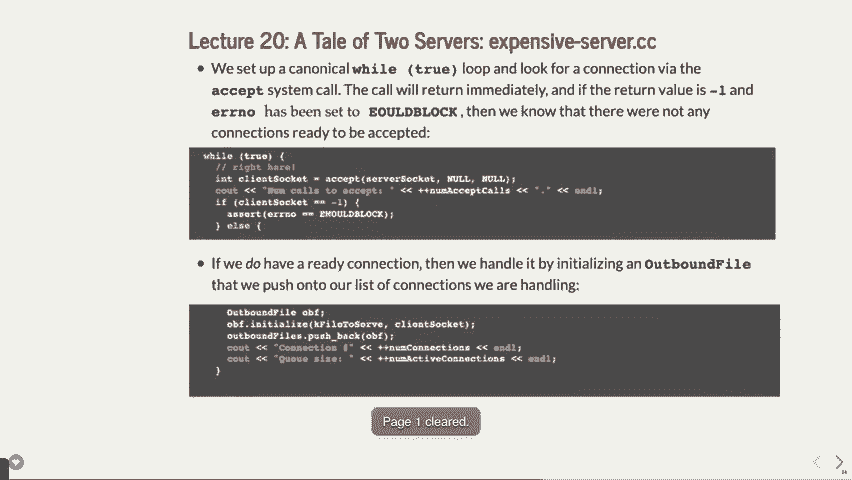 Lecture 20: A Tale of Two Servers: expensive-server.cc
• We set up a canonical while (true) loop and look for a connection via the
accept system call. The call will return immediately, and if the return value is -1 and
errno has been set to EOULDBLOCK, then we know that there were not any
connections ready to be accepted:
while (true) {
// right here!
int clientSocket = accept(serverSocket, NULL, NULL);
cout << "Num calls to accept: " << ++numAcceptCalls << "." << endl;
if (clientSocket == -1) {
assert(errno == EWOULDBLOCK);
} else {
• If we do have a ready connection, then we handle it by initializing an OutboundFile
that we push onto our list of connections we are handling:
OutboundFile obf;
obf.initialize(kFileToServe, clientSocket);
outboundFiles.push_back(obf);
cout << "Connection #" << ++numConnections << endl;
cout << "Queue size: " << ++numActiveConnections << endl;
}
Page 1 cleared.